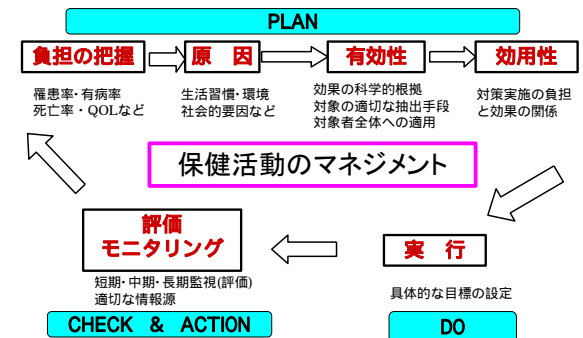 PLAN
負担の把握
原　因
有効性
効用性
罹患率・有病率
死亡率・QOLなど
生活習慣・環境
社会的要因など
効果の科学的根拠
対象の適切な抽出手段
対象者全体への適用
対策実施の負担
と効果の関係
保健活動のマネジメント
評価
モニタリング
実　行
短期・中期・長期監視(評価)
適切な情報源
具体的な目標の設定
CHECK & ACTION
DO